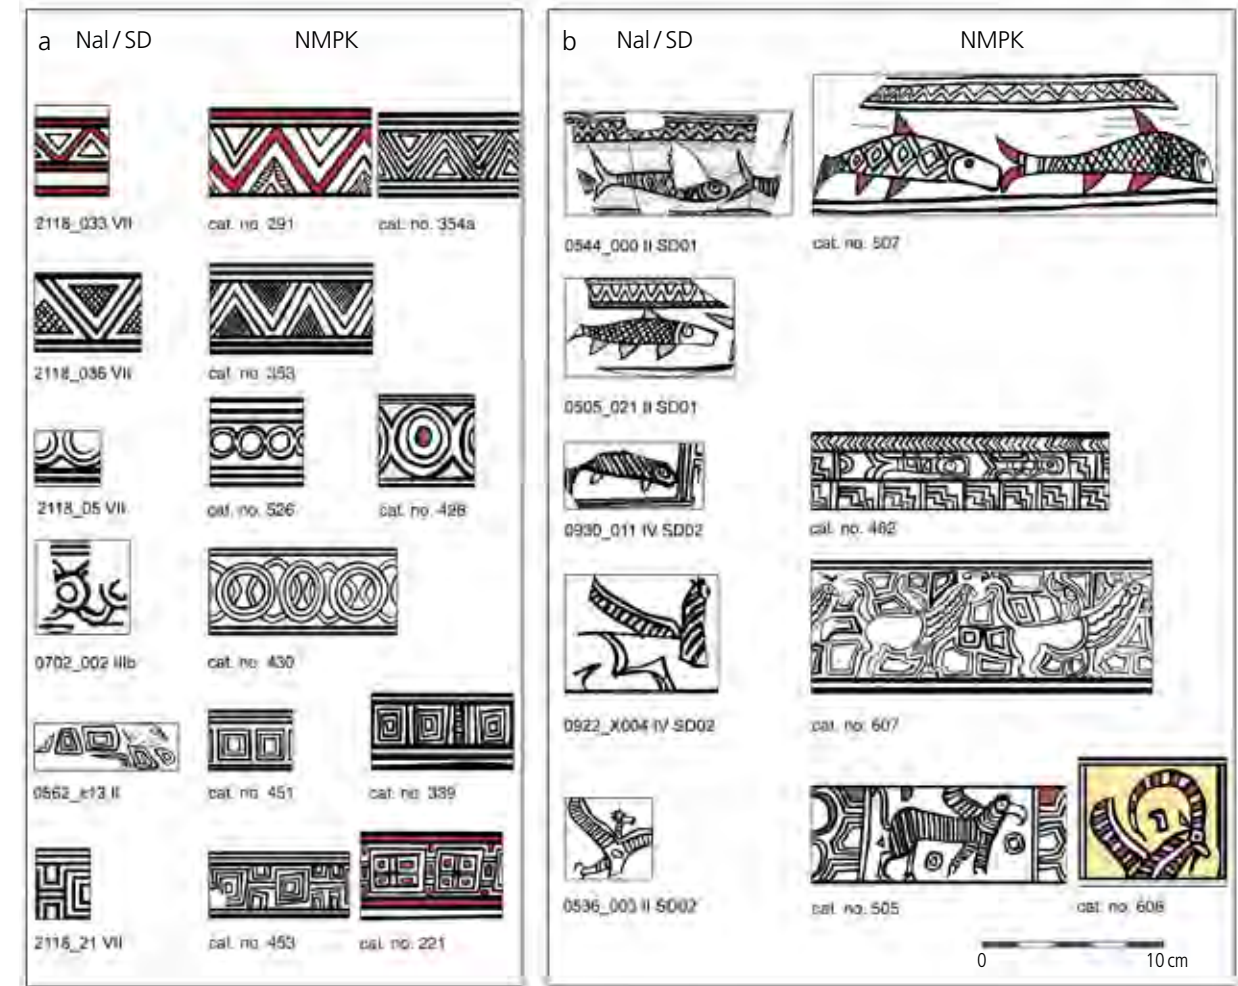 a Nal / SD NMPK
2118_033 VII cat. no. 291 cat. no. 354a
2118_036 VII cat. no. 353
2118_05 VII cat. no. 526 cat. no. 428
0702_002 IIIb cat. no. 430
0562_ II cat. no. 451 cat. no. 339
2118_21 VII cat. no. 453 cat. no. 221
b Nal / SD NMPK
0544_000 II SD01 cat. no. 507
0505_021 II SD01
0930_011 IV SD02 cat. no. 462
0922_X004 IV SD02 cat. no. 607
0536_003 II SD02 cat. no. 505 cat. no. 608
0 10 cm